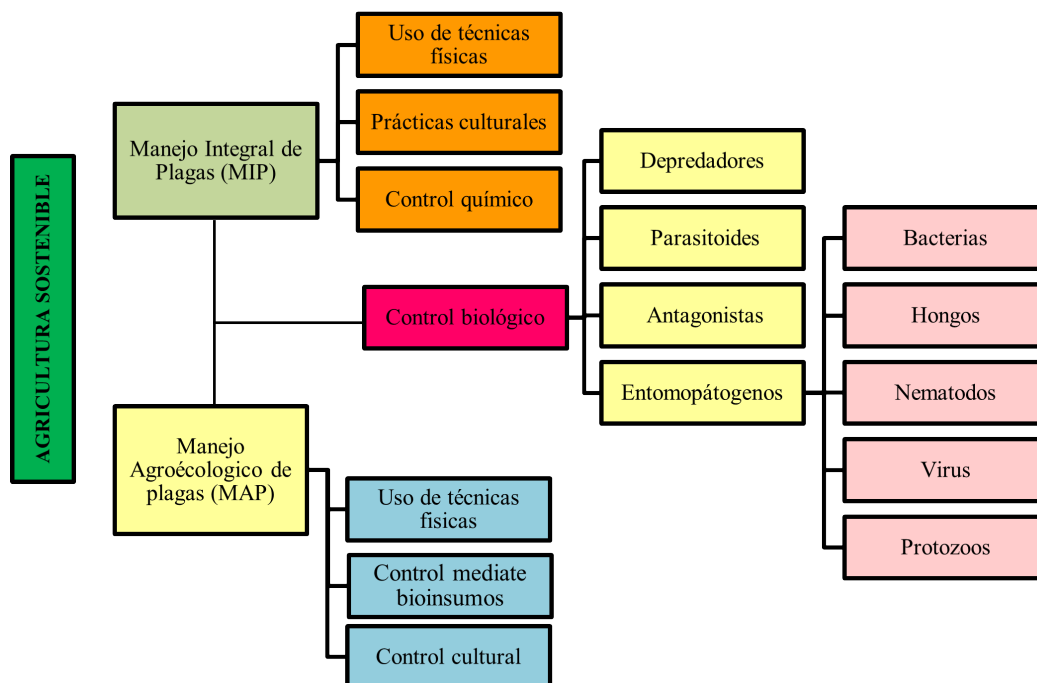 AGRICULTURA SOSTENIBLE
Manejo Integral de
Plagas (MIP)
Uso de técnicas
físicas
Prácticas culturales
Control químico
Control biológico
Depredadores
Parasitoides
Antagonistas
Entomopátogenos
Bacterias
Hongos
Nematodos
Virus
Protozoos
Manejo
Agroécologico de
plagas (MAP)
Uso de técnicas
fisicas
Control mediate
bioinsumos
Control cultural